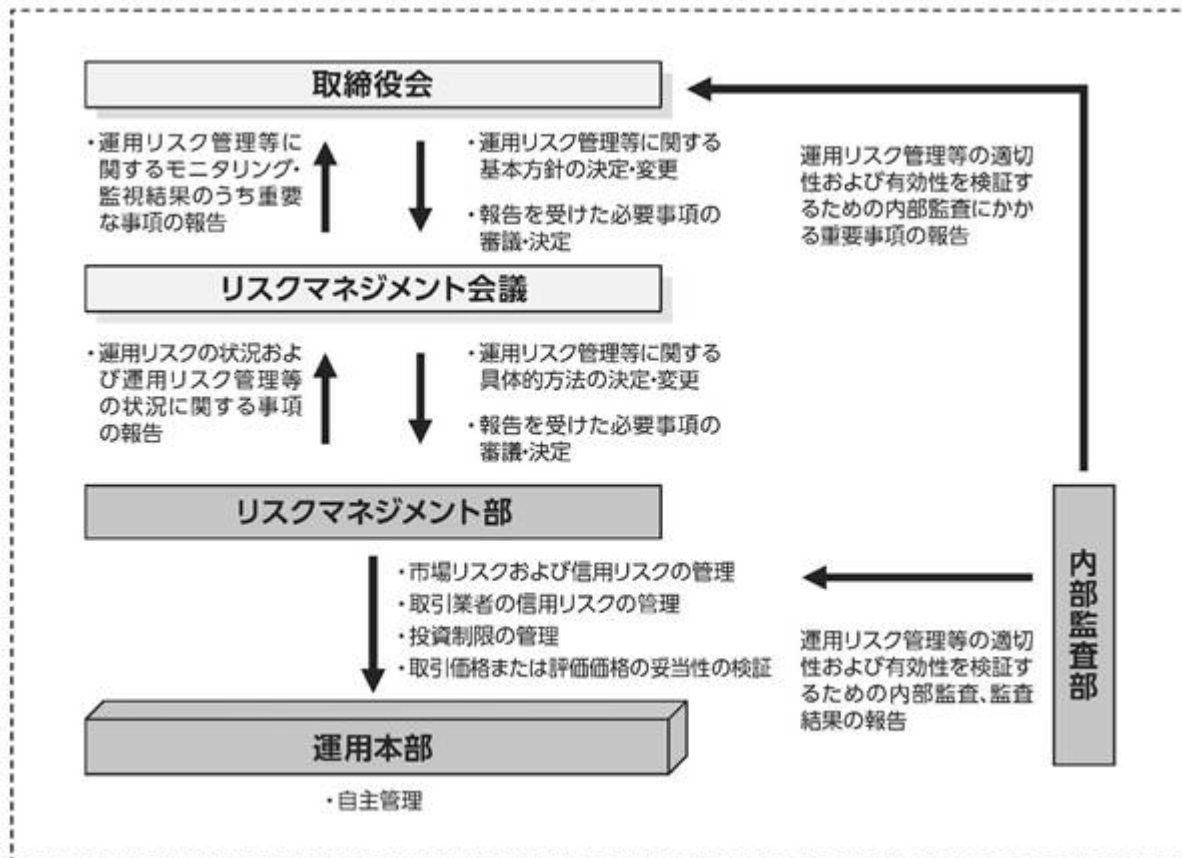 取締役会
・運用リスク管理等に
関するモニタリング・
監視結果のうち重要
な事項の報告
・運用リスク管理等に関する
基本方針の決定・変更
・報告を受けた必要事項の
審議・決定
運用リスク管理等の適切
性および有効性を検証す
るための内部監査にかか
る重要事項の報告
リスクマネジメント会議
・運用リスクの状況およ
び運用リスク管理等
の状況に関する事項
の報告
・運用リスク管理等に関する
具体的方法の決定・変更
・報告を受けた必要事項の
審議・決定
リスクマネジメント部
・市場リスクおよび信用リスクの管理
・取引業者の信用リスクの管理
・投資制限の管理
・取引価格または評価価格の妥当性の検証
内部監査部
運用リスク管理等の適切
性および有効性を検証す
るための内部監査、監査
結果の報告
運用本部
・自主管理